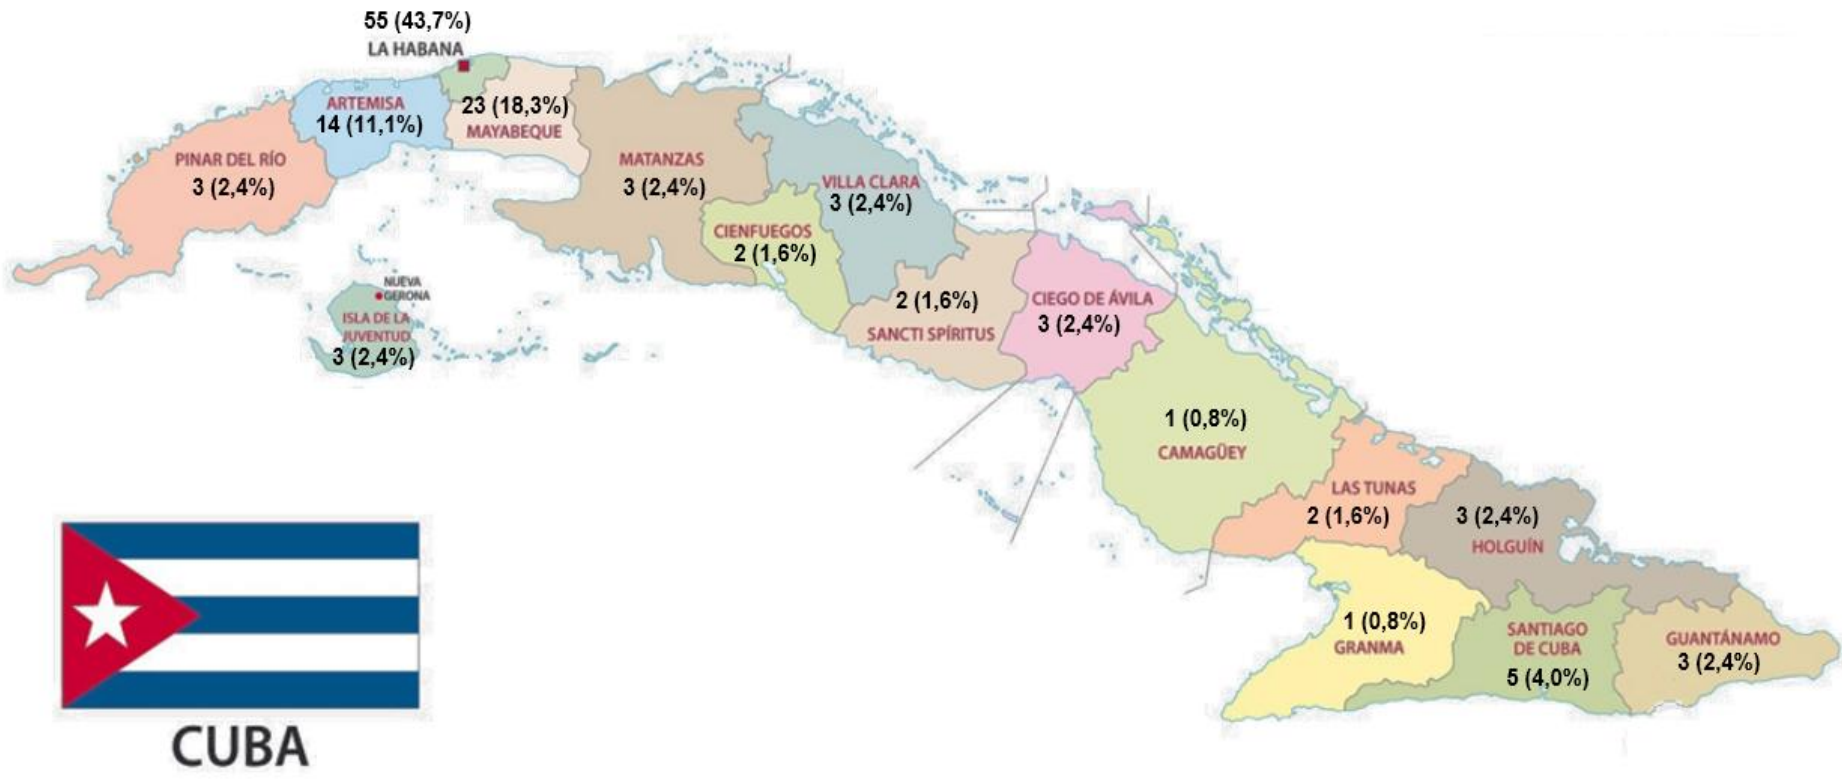 55 (43,7%)
LA HABANA
ARTEMISA
14 (11,1%)
23 (18,3%)
MAYABEQUE
PINAR DEL RÍO
3 (2,4%)
MATANZAS
3 (2,4%)
VILLA CLARA
3 (2,4%)
CIENFUEGOS
2 (1,6%)
NUEVA
GERONA
ISLA DE LA
JUVENTUD
3 (2,4%)
2 (1,6%)
SANCTI SPÍRITUS
CIEGO DE ÁVILA
3 (2,4%)
1 (0,8%)
CAMAGÜEY
LAS TUNAS
2 (1,6%)
3 (2,4%)
HOLGUÍN
1 (0,8%)
GRANMA
SANTIAGO
DE CUBA
5 (4,0%)
GUANTÁNAMO
3 (2,4%)
CUBA